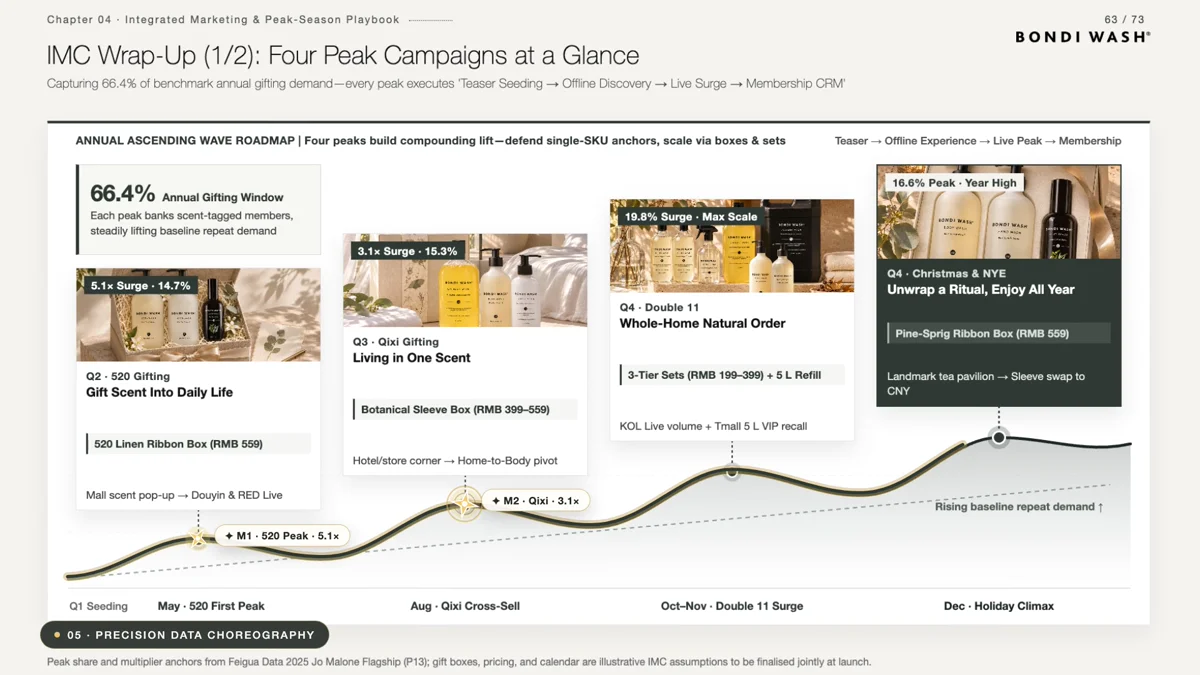 Chapter 04 · Integrated Marketing & Peak-Season Playbook
63 / 73
BONDI WASH®
IMC Wrap-Up (1/2): Four Peak Campaigns at a Glance
Capturing 66.4% of benchmark annual gifting demand—every peak executes 'Teaser Seeding → Offline Discovery → Live Surge → Membership CRM'
ANNUAL ASCENDING WAVE ROADMAP | Four peaks build compounding lift—defend single-SKU anchors, scale via boxes & sets
Teaser → Offline Experience → Live Peak → Membership
66.4% Annual Gifting Window
Each peak banks scent-tagged members,
steadily lifting baseline repeat demand
5.1× Surge · 14.7%
Q2 · 520 Gifting
Gift Scent Into Daily Life
520 Linen Ribbon Box (RMB 559)
Mall scent pop-up → Douyin & RED Live
3.1× Surge · 15.3%
Q3 · Qixi Gifting
Living in One Scent
Botanical Sleeve Box (RMB 399–559)
Hotel/store corner → Home-to-Body pivot
19.8% Surge · Max Scale
BONDI WASH
Q4 · Double 11
Whole-Home Natural Order
3-Tier Sets (RMB 199–399) + 5 L Refill
KOL Live volume + Tmall 5 L VIP recall
16.6% Peak · Year High
BONDI WASH
BONDI WASH
BONDI WASH
Q4 · Christmas & NYE
Unwrap a Ritual, Enjoy All Year
Pine-Sprig Ribbon Box (RMB 559)
Landmark tea pavilion → Sleeve swap to
CNY
✦ M1 · 520 Peak · 5.1×
✦ M2 · Qixi · 3.1×
Rising baseline repeat demand ↑
Q1 Seeding
May · 520 First Peak
Aug · Qixi Cross-Sell
Oct–Nov · Double 11 Surge
Dec · Holiday Climax
05 · PRECISION DATA CHOREOGRAPHY
Peak share and multiplier anchors from Feigua Data 2025 Jo Malone Flagship (P13); gift boxes, pricing, and calendar are illustrative IMC assumptions to be finalised jointly at launch.